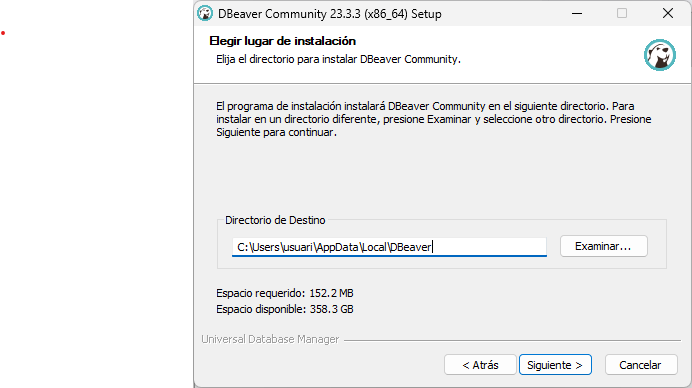 DBeaver Community 23.3.3 (x86_64) Setup
Elegir lugar de instalación
Elija el directorio para instalar DBeaver Community.
El programa de instalación instalará DBeaver Community en el siguiente directorio. Para
instalar en un directorio diferente, presione Examinar y seleccione otro directorio. Presione
Siguiente para continuar.
Directorio de Destino
C:\Users\usuari\AppData\Local\DBeaver
Examinar...
Espacio requerido: 152.2 MB
Espacio disponible: 358.3 GB
Universal Database Manager
< Atrás
Siguiente >
Cancelar